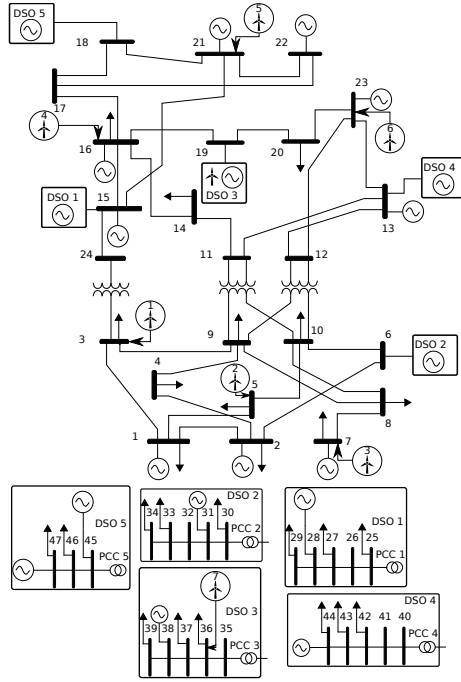 DSO 5
5
18
21
22
17
23
4
16
6
19
20
DSO 3
DSO 4
DSO 1
15
14
13
24
11
12
1
3
9
10
6
DSO 2
4
2
5
8
1
2
7
3
DSO 5
47 46 45
PCC 5
DSO 2
34 33 32 31 30
PCC 2
DSO 1
29 28 27 26 25
PCC 1
7
DSO 3
39 38 37 36 35
PCC 3
DSO 4
44 43 42 41 40
PCC 4